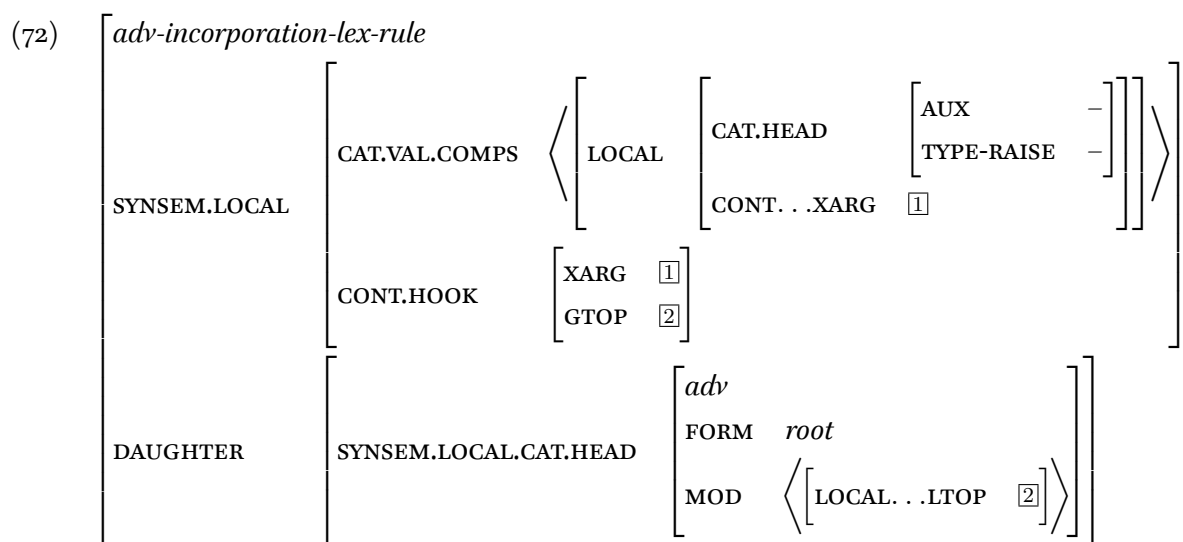 (72) adv-incorporation-lex-rule
AUX –
CAT.HEAD
CAT.VAL.COMPS LOCAL TYPE-RAISE –
SYNSEM.LOCAL CONT. . .XARG 1
XARG 1
CONT.HOOK
GTOP 2
adv
FORM root
DAUGHTER SYNSEM.LOCAL.CAT.HEAD
MOD ⟨[LOCAL. . .LTOP 2]⟩